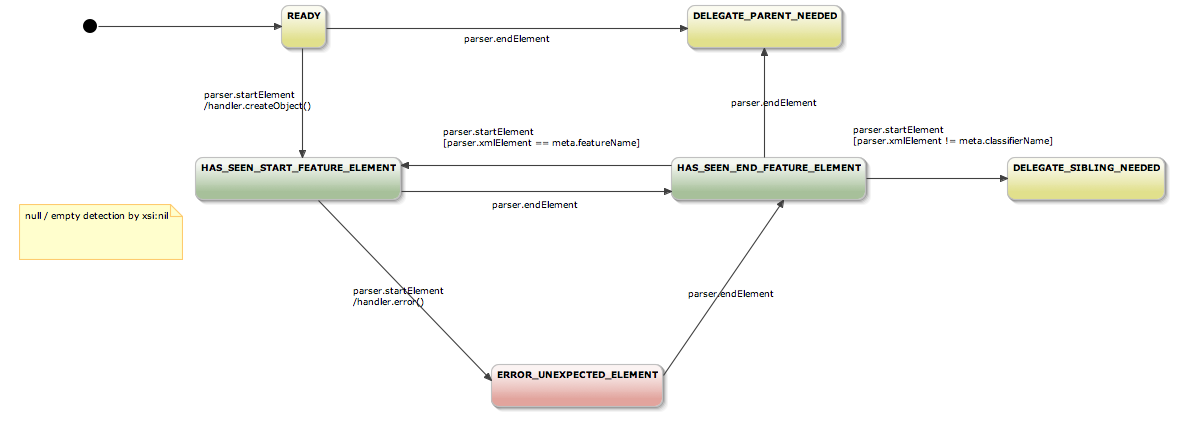 READY
DELEGATE_PARENT_NEEDED
parser.endElement
parser.startElement
/handler.createObject()
parser.endElement
parser.startElement
[parser.xmlElement == meta.featureName]
parser.startElement
[parser.xmlElement != meta.classifierName]
HAS_SEEN_START_FEATURE_ELEMENT
HAS_SEEN_END_FEATURE_ELEMENT
DELEGATE_SIBLING_NEEDED
parser.endElement
null / empty detection by xsi:nil
parser.startElement
/handler.error()
parser.endElement
ERROR_UNEXPECTED_ELEMENT